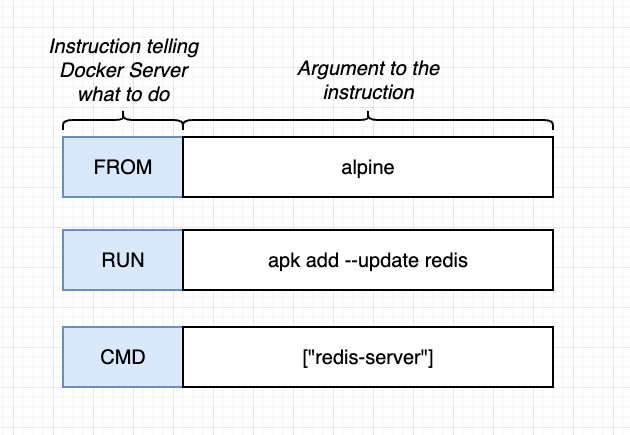 Instruction telling
Docker Server
what to do
Argument to the
instruction
FROM
alpine
RUN
apk add --update redis
CMD
["redis-server"]